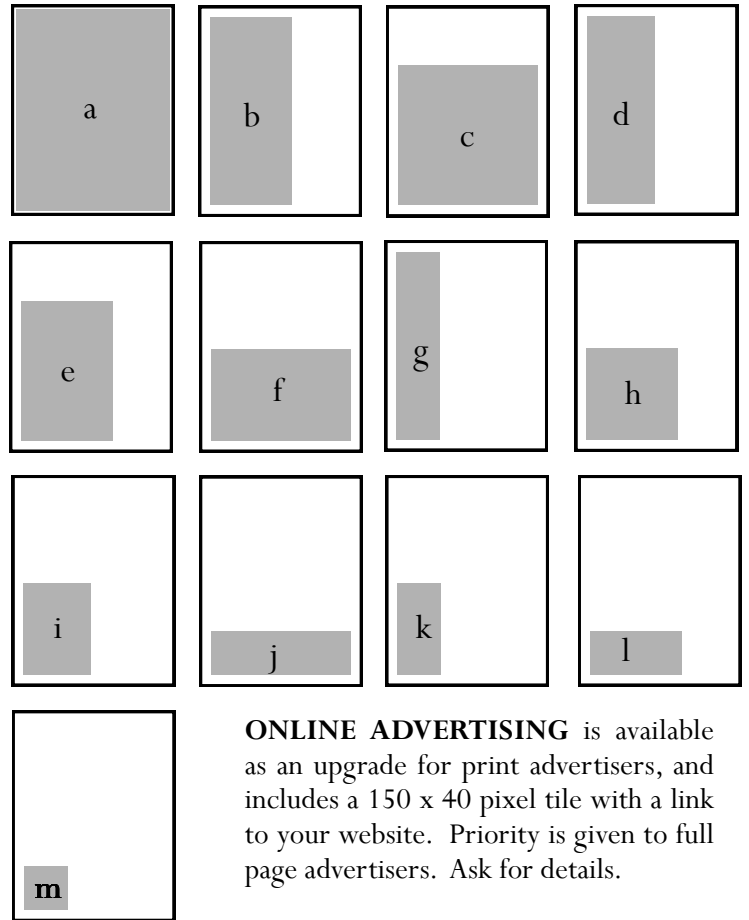 a
b
c
d
e
f
g
h
i
j
k
l
m
ONLINE ADVERTISING is available
as an upgrade for print advertisers, and
includes a 150 x 40 pixel tile with a link
to your website. Priority is given to full
page advertisers. Ask for details.